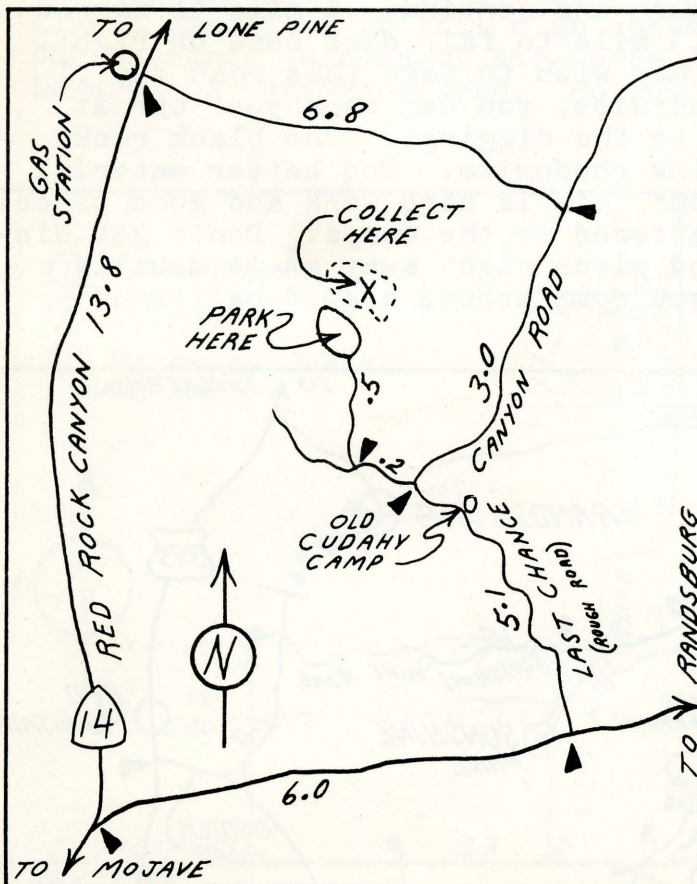 TO LONE PINE
GAS
STATION
6.8
COLLECT
HERE
X
PARK
HERE
RED ROCK CANYON 13.8
.5
3.0
CANYON ROAD
.2
OLD
CUDAHY
CAMP
LAST CHANCE
(ROUGH ROAD)
5.1
N
14
TO RANDSBURG
6.0
TO MOJAVE